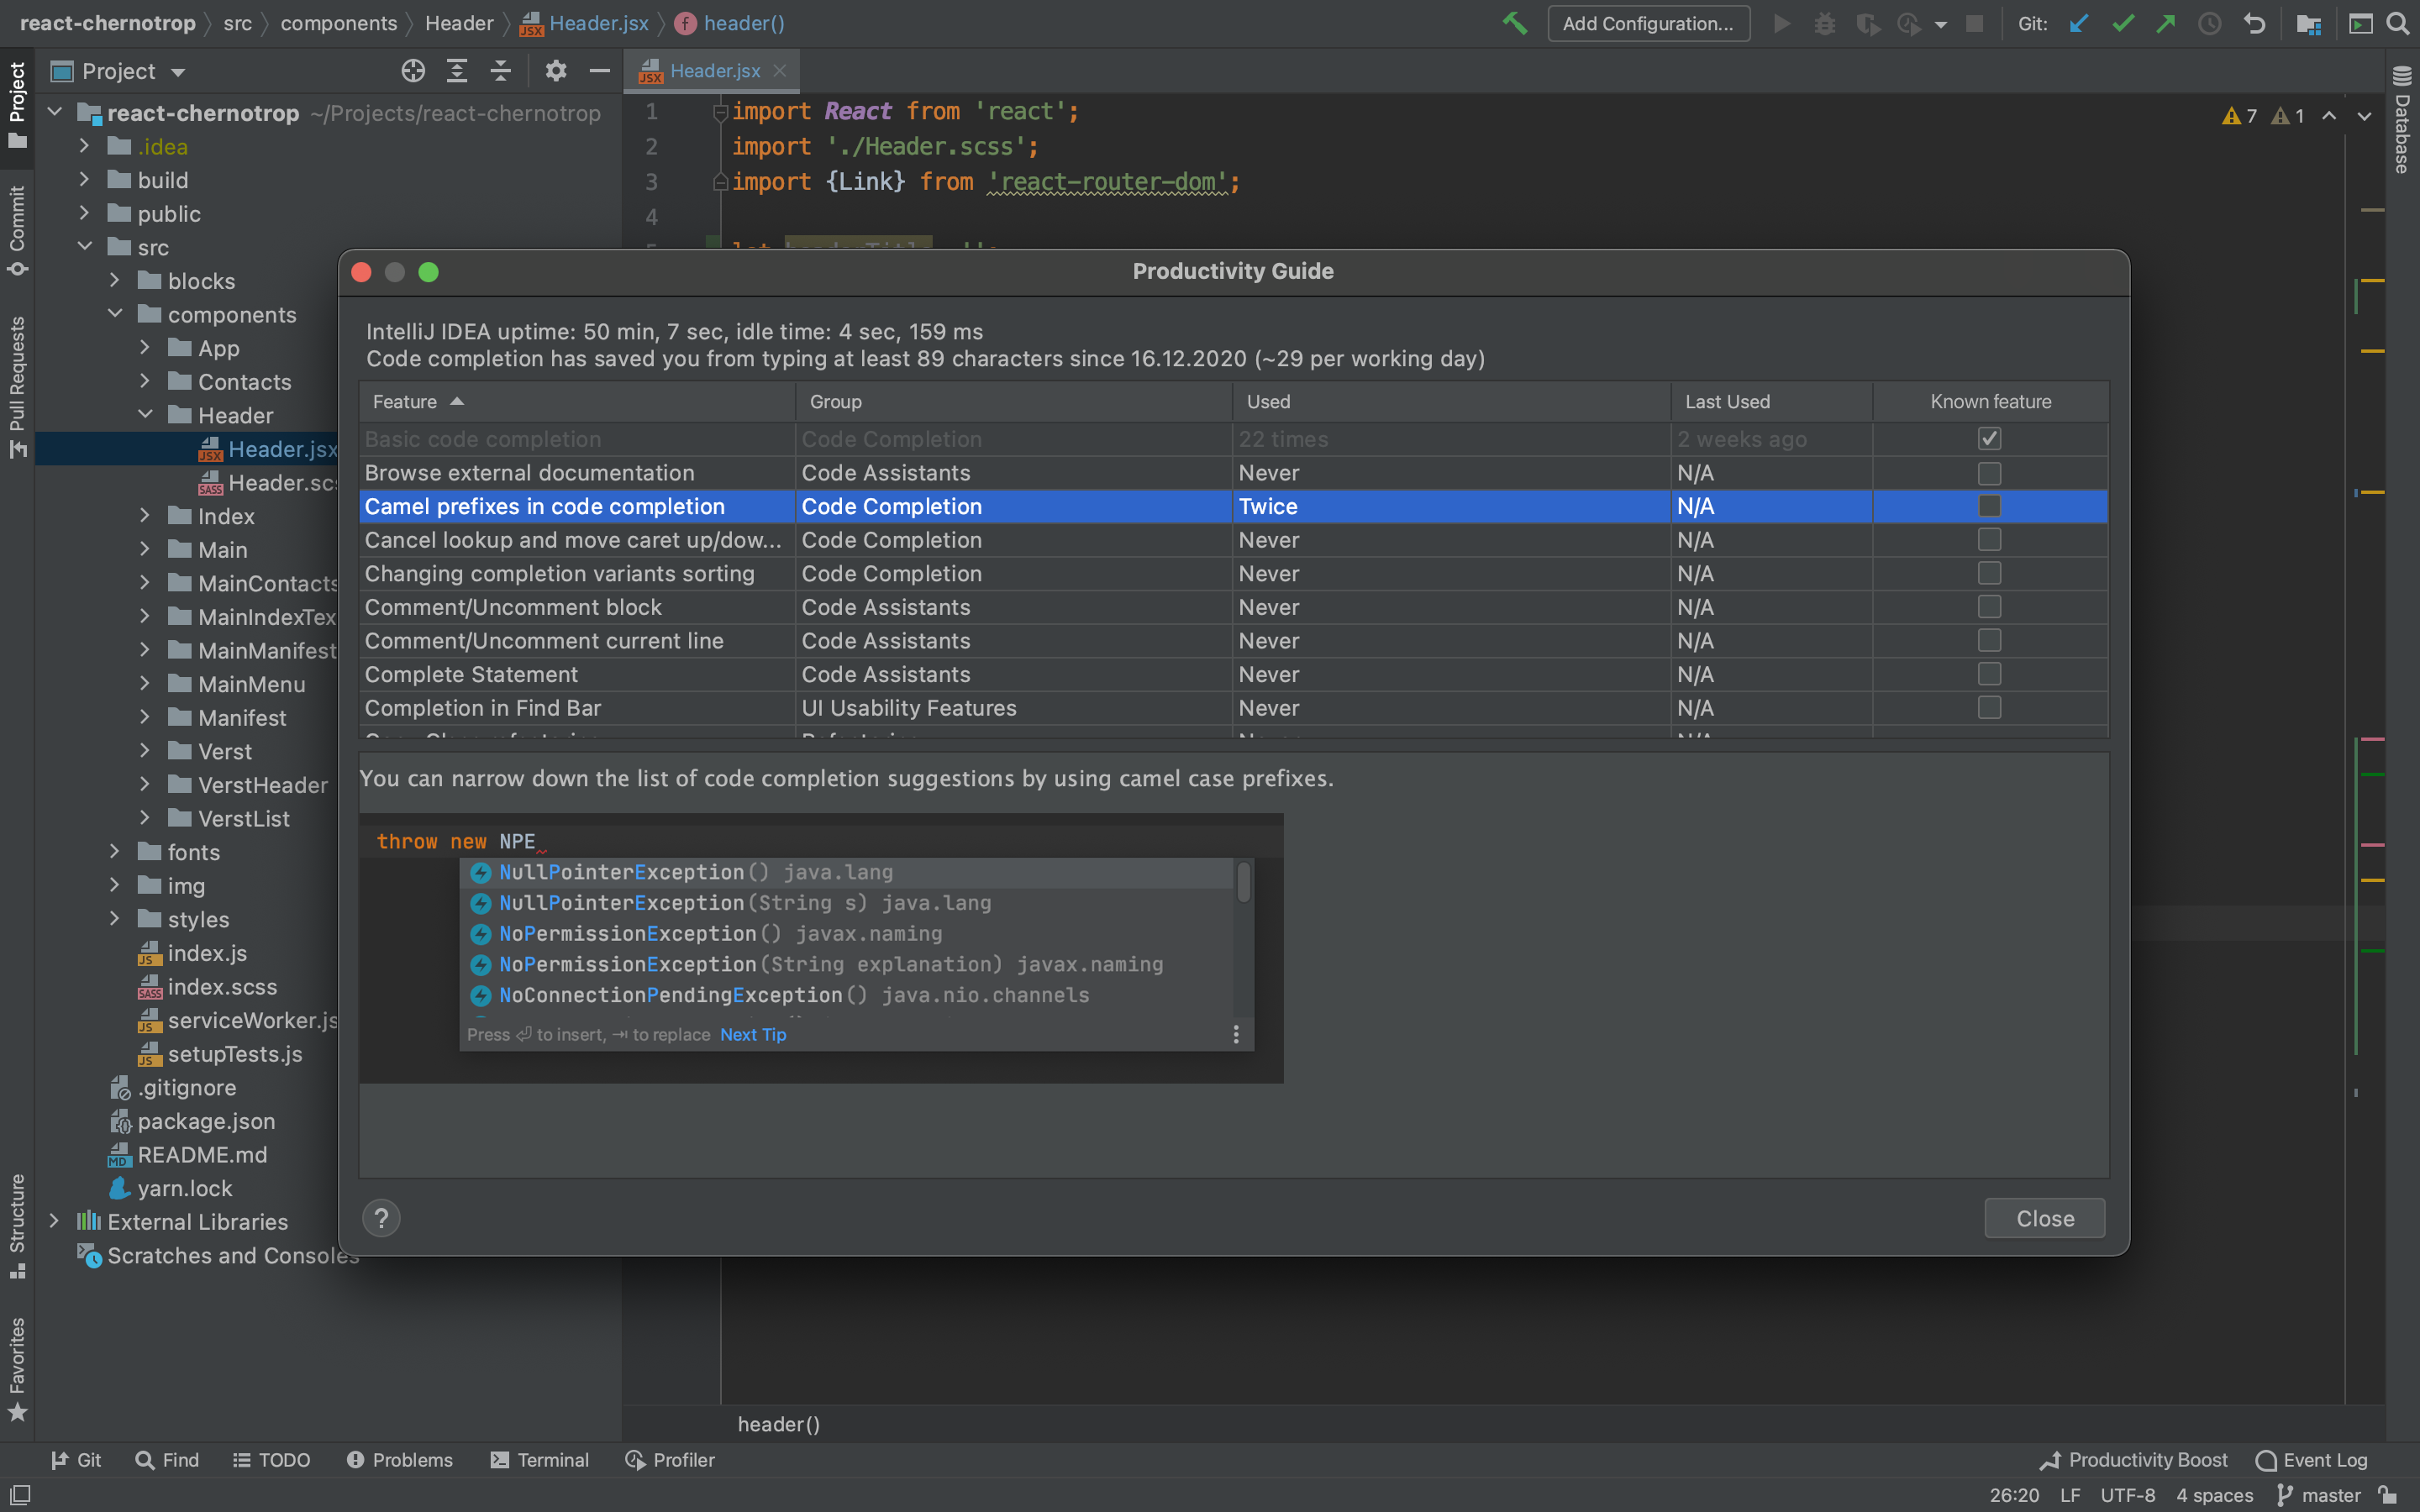 react-chernotrop src components Header Header.jsx header()
Add Configuration...
Git:
Project
Header.jsx
Project
Commit
Pull Requests
Structure
Favorites
Database
react-chernotrop ~/Projects/react-chernotrop
.idea
build
public
src
blocks
components
App
Contacts
Header
Header.jsx
Index
Main
MainContacts
MainManifest
MainMenu
Manifest
Verst
VerstHeader
VerstList
fonts
img
styles
index.js
index.scss
serviceWorker.js
setupTests.js
.gitignore
package.json
README.md
yarn.lock
External Libraries
Scratches and Consoles
1 import React from 'react';
2 import './Header.scss';
3 import {Link} from 'react-router-dom';
4
7 1
Productivity Guide
IntelliJ IDEA uptime: 50 min, 7 sec, idle time: 4 sec, 159 ms
Code completion has saved you from typing at least 89 characters since 16.12.2020 (~29 per working day)
Feature Group Used Last Used Known feature
Basic code completion Code Completion 22 times 2 weeks ago
Browse external documentation Code Assistants Never N/A
Camel prefixes in code completion Code Completion Twice N/A
Cancel lookup and move caret up/dow... Code Completion Never N/A
Changing completion variants sorting Code Completion Never N/A
Comment/Uncomment block Code Assistants Never N/A
Comment/Uncomment current line Code Assistants Never N/A
Complete Statement Code Assistants Never N/A
Completion in Find Bar UI Usability Features Never N/A
You can narrow down the list of code completion suggestions by using camel case prefixes.
throw new NPE
NullPointerException() java.lang
NullPointerException(String s) java.lang
NoPermissionException() javax.naming
NoPermissionException(String explanation) javax.naming
NoConnectionPendingException() java.nio.channels
Press ⏎ to insert, ⇥ to replace Next Tip
?
Close
header()
Git Find TODO Problems Terminal Profiler
Productivity Boost Event Log
26:20 LF UTF-8 4 spaces master